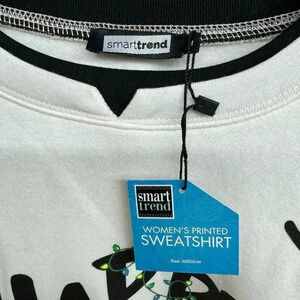 smarttrend
smart
trend
WOMEN'S PRINTED
SWEATSHIRT
Size: MEDIUM